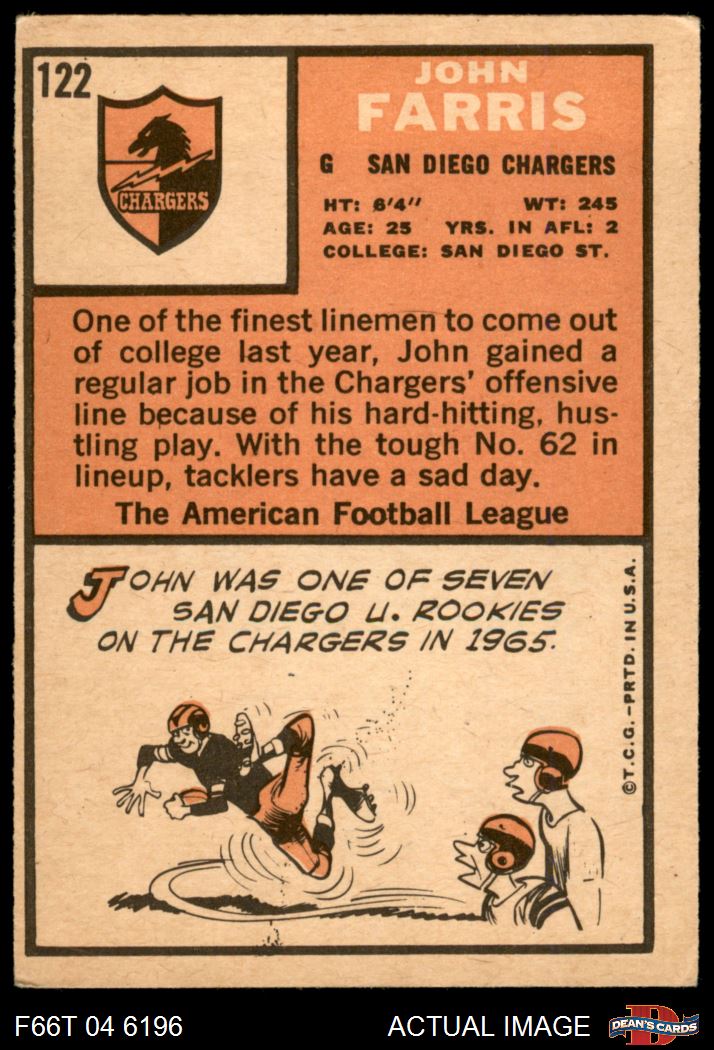 122
CHARGERS
JOHN
FARRIS
G SAN DIEGO CHARGERS
HT: 6'4" WT: 245
AGE: 25 YRS. IN AFL: 2
COLLEGE: SAN DIEGO ST.
One of the finest linemen to come out
of college last year, John gained a
regular job in the Chargers' offensive
line because of his hard-hitting, hus-
tling play. With the tough No. 62 in
lineup, tacklers have a sad day.
The American Football League
JOHN WAS ONE OF SEVEN
SAN DIEGO U. ROOKIES
ON THE CHARGERS IN 1965.
©T.C.G.–PRTD. IN U.S.A.
F66T 04 6196
ACTUAL IMAGE
D
DEAN'S CARDS